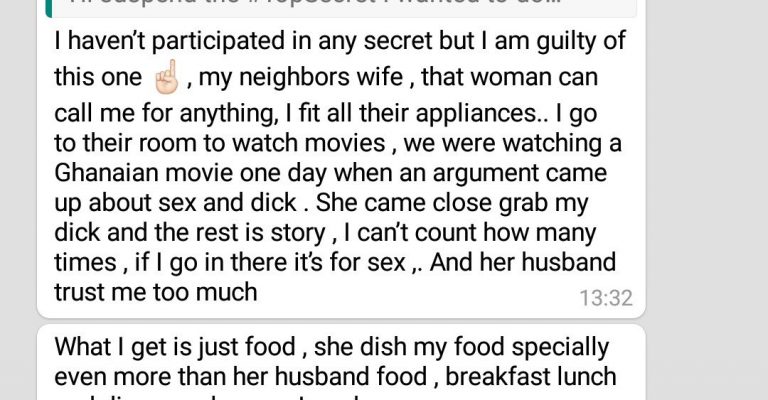 I haven't participated in any secret but I am guilty of
this one ☝🏻 , my neighbors wife , that woman can
call me for anything, I fit all their appliances.. I go
to their room to watch movies , we were watching a
Ghanaian movie one day when an argument came
up about sex and dick . She came close grab my
dick and the rest is story , I can't count how many
times , if I go in there it's for sex ,. And her husband
trust me too much
13:32
What I get is just food , she dish my food specially
even more than her husband food , breakfast lunch